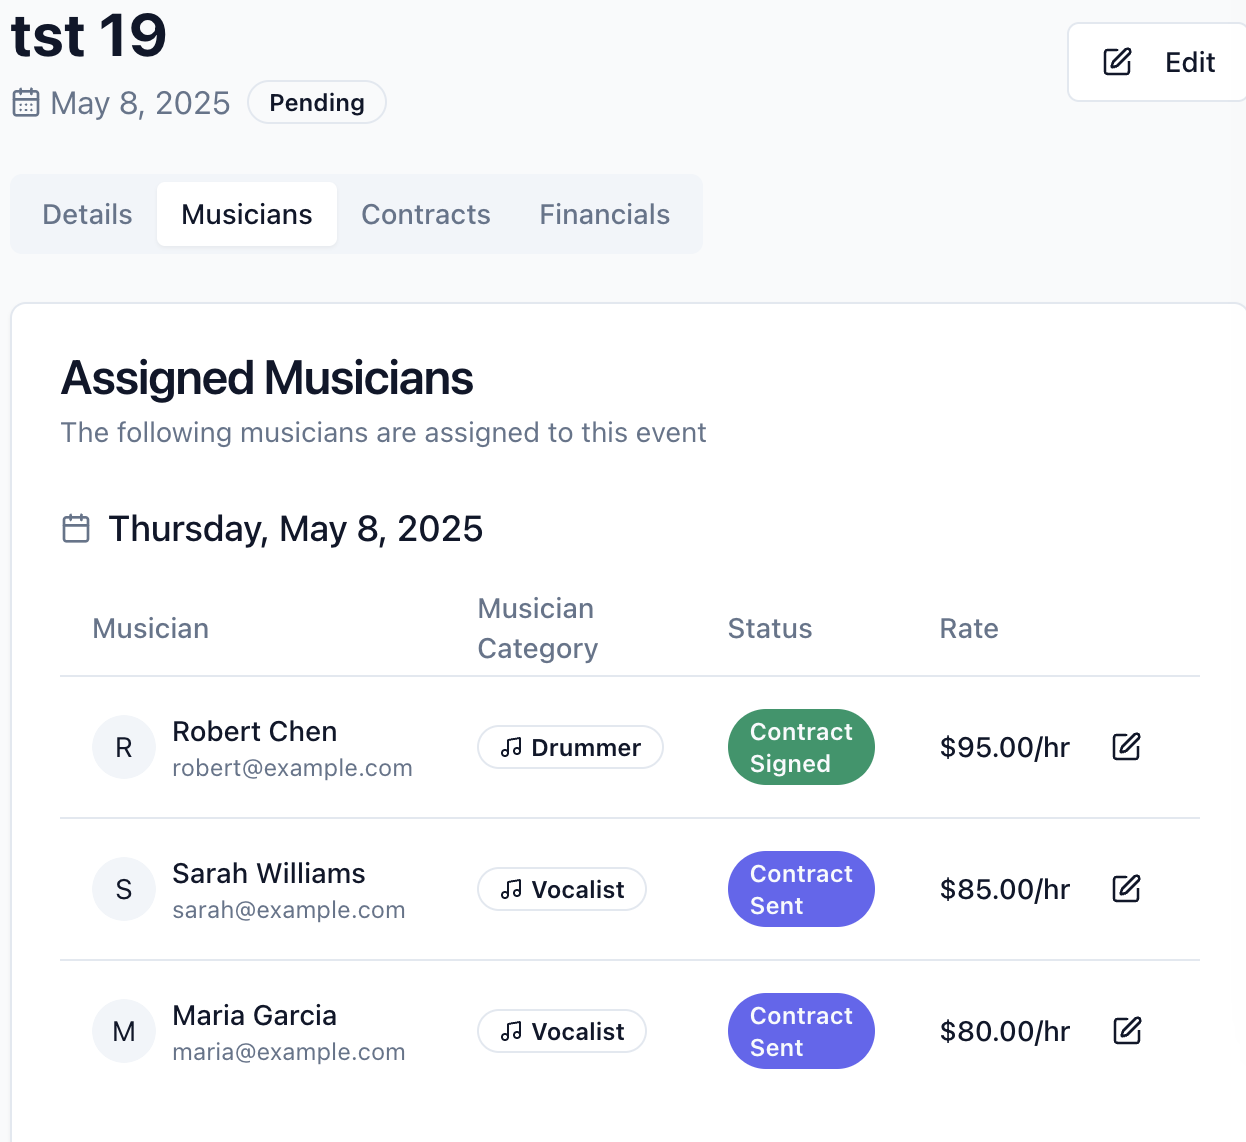 tst 19
Edit
May 8, 2025 Pending
Details Musicians Contracts Financials
Assigned Musicians
The following musicians are assigned to this event
Thursday, May 8, 2025
Musician Musician Category Status Rate
R Robert Chen Drummer Contract Signed $95.00/hr
robert@example.com
S Sarah Williams Vocalist Contract Sent $85.00/hr
sarah@example.com
M Maria Garcia Vocalist Contract Sent $80.00/hr
maria@example.com